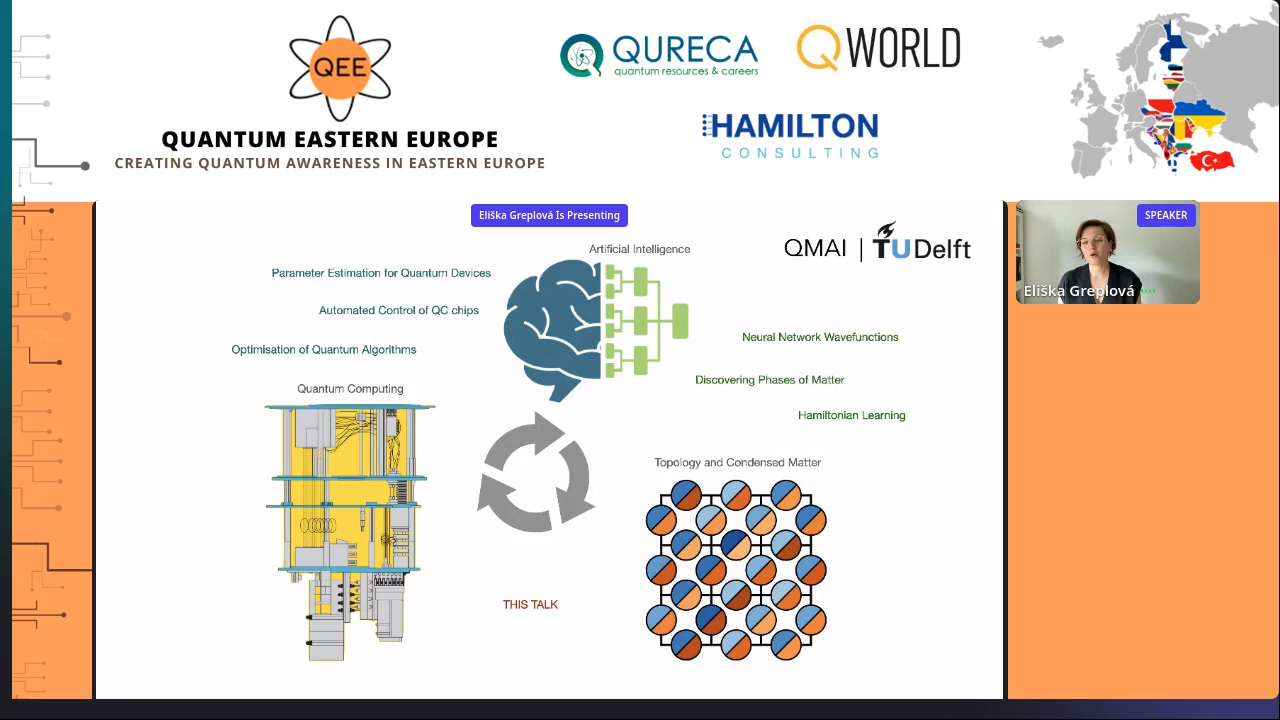 QEE
QUANTUM EASTERN EUROPE
CREATING QUANTUM AWARENESS IN EASTERN EUROPE
QURECA
quantum resources & careers
QWORLD
HAMILTON
CONSULTING
Eliška Greplová Is Presenting
SPEAKER
Eliška Greplová
QMAI | TU Delft
Artificial Intelligence
Parameter Estimation for Quantum Devices
Automated Control of QC chips
Optimisation of Quantum Algorithms
Neural Network Wavefunctions
Discovering Phases of Matter
Hamiltonian Learning
Quantum Computing
Topology and Condensed Matter
THIS TALK